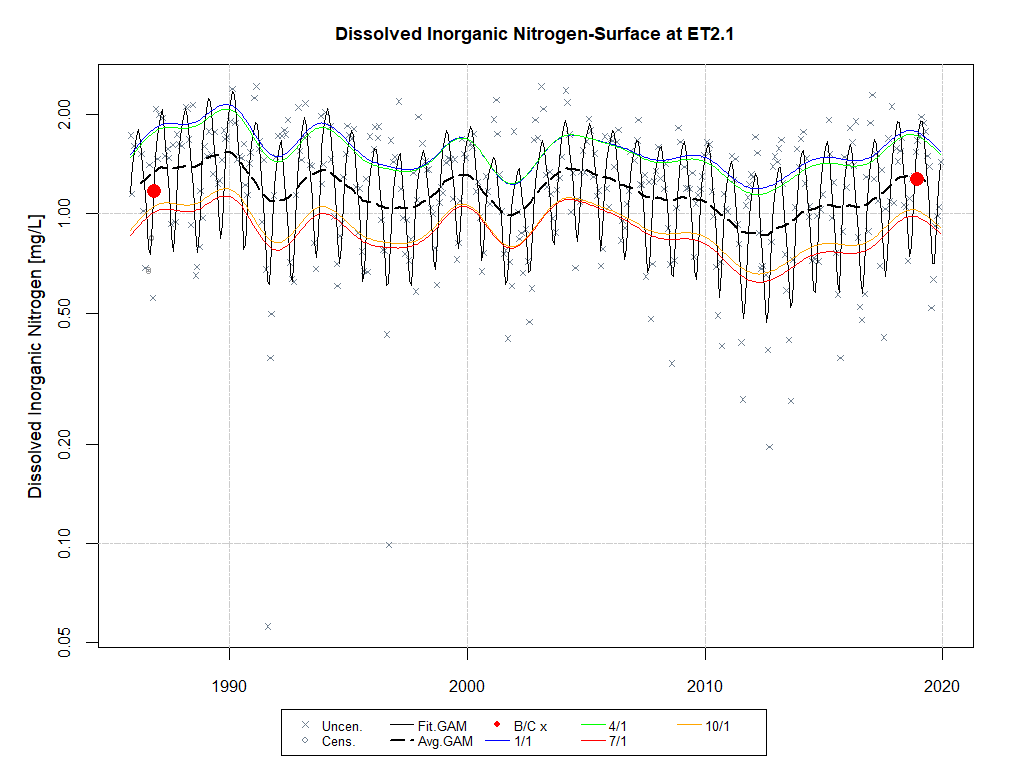 Dissolved Inorganic Nitrogen-Surface at ET2.1
Dissolved Inorganic Nitrogen [mg/L]
2.00
1.00
0.50
0.20
0.10
0.05
1990 2000 2010 2020
Uncen. Fit.GAM B/C x 4/1 10/1
Cens. Avg.GAM 1/1 7/1